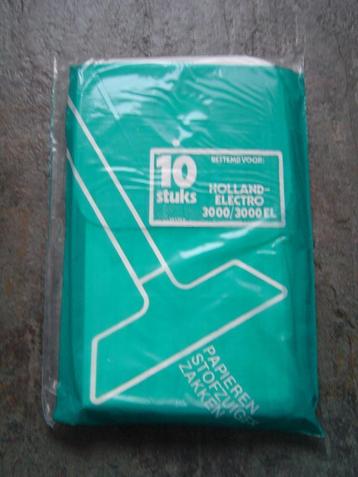 10
stuks
BESTEMD VOOR:
HOLLAND-
ELECTRO
3000/3000 EL
PAPIEREN
STOFZUIGER
ZAKKEN